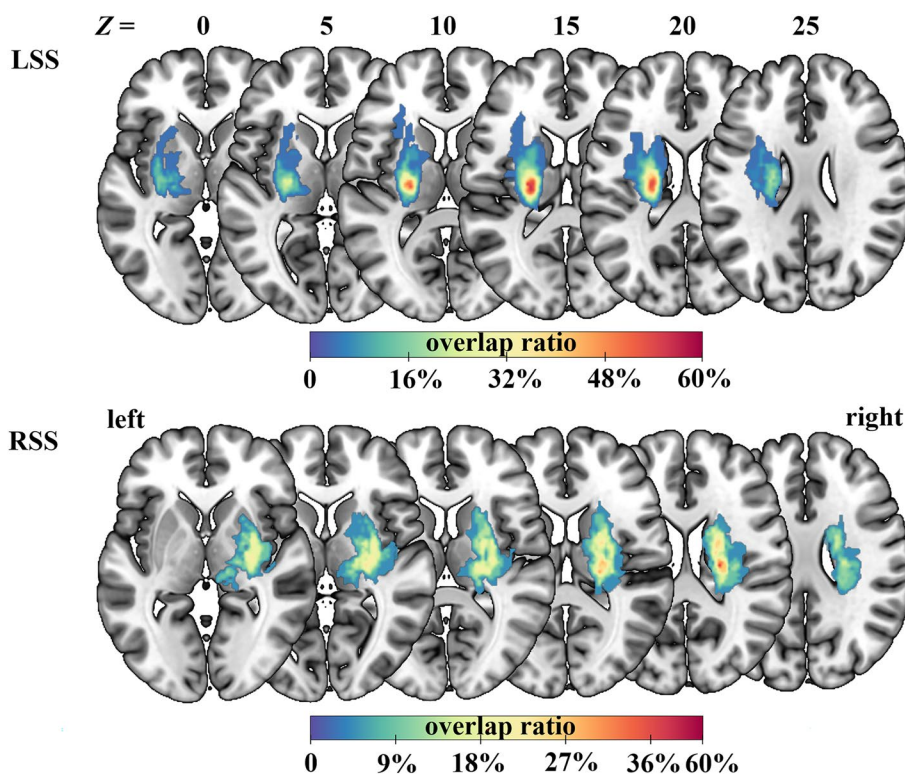 Z = 0 5 10 15 20 25
LSS
overlap ratio
0 16% 32% 48% 60%
left right
RSS
overlap ratio
0 9% 18% 27% 36% 60%